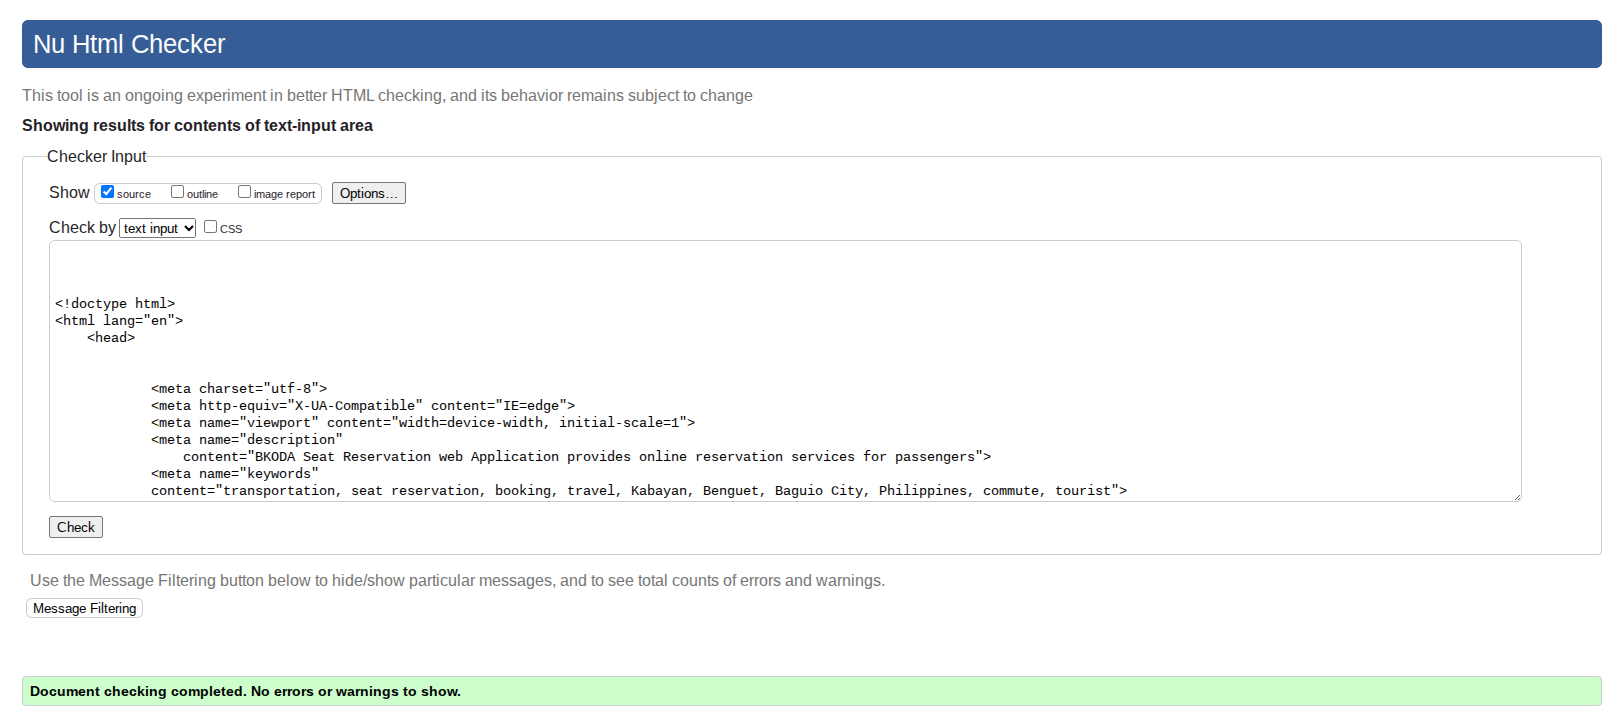 Nu Html Checker
This tool is an ongoing experiment in better HTML checking, and its behavior remains subject to change
Showing results for contents of text-input area
Checker Input
Show source outline image report Options...
Check by text input CSS
<!doctype html>
<html lang="en">
<head>
<meta charset="utf-8">
<meta http-equiv="X-UA-Compatible" content="IE=edge">
<meta name="viewport" content="width=device-width, initial-scale=1">
<meta name="description"
content="BKODA Seat Reservation web Application provides online reservation services for passengers">
<meta name="keywords"
content="transportation, seat reservation, booking, travel, Kabayan, Benguet, Baguio City, Philippines, commute, tourist">
Check
Use the Message Filtering button below to hide/show particular messages, and to see total counts of errors and warnings.
Message Filtering
Document checking completed. No errors or warnings to show.